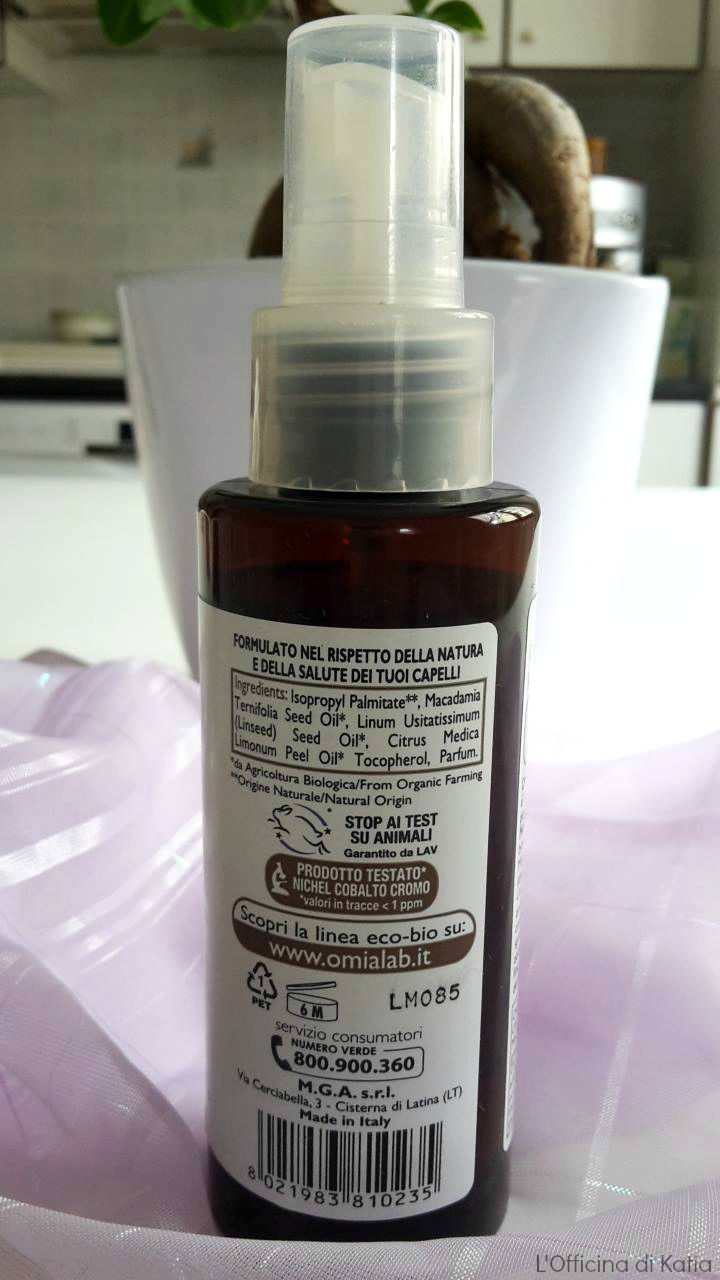 FORMULATO NEL RISPETTO DELLA NATURA
E DELLA SALUTE DEI TUOI CAPELLI
Ingredients: Isopropyl Palmitate**, Macadamia
Ternifolia Seed Oil*, Linum Usitatissimum
(Linseed) Seed Oil*, Citrus Medica
Limonum Peel Oil* Tocopherol, Parfum.
*da Agricoltura Biologica/From Organic Farming
**Origine Naturale/Natural Origin
STOP AI TEST
SU ANIMALI
Garantito da LAV
PRODOTTO TESTATO*
NICHEL COBALTO CROMO
*valori in tracce < 1 ppm
Scopri la linea eco-bio su:
www.omialab.it
1
PET
6 M
LM085
servizio consumatori
NUMERO VERDE
800.900.360
M.G.A. s.r.l.
Via Cerciabella, 3 - Cisterna di Latina (LT)
Made in Italy
8 021983 810235
L'Officina di Katia